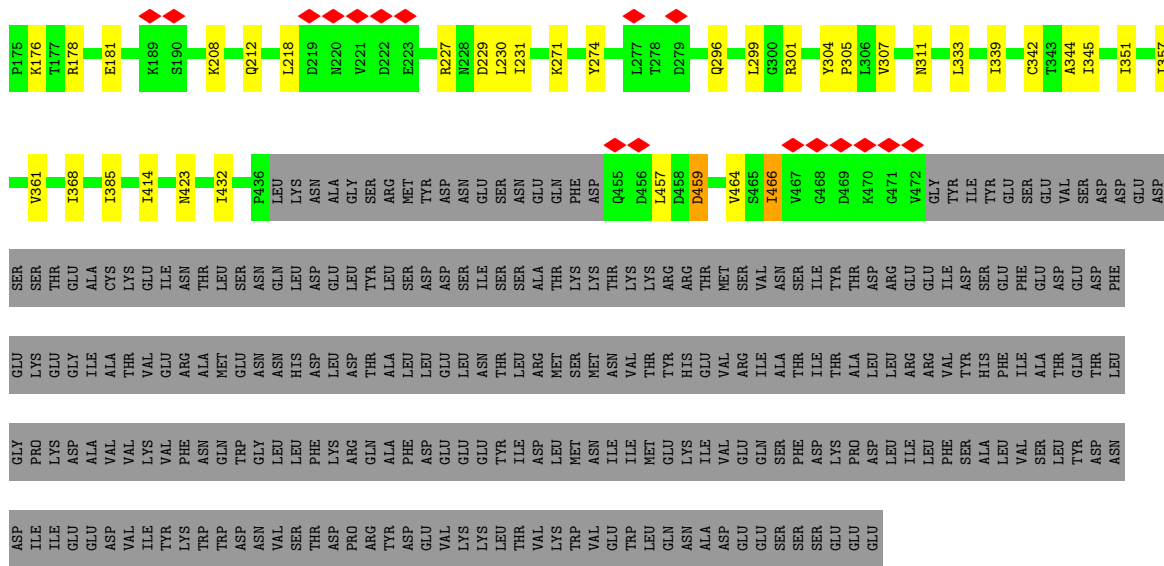 P175 K176 T177 R178 E181 K189 S190 K208 Q212 L218 D219 N220 V221 D222 E223 R227 N228 D229 L230 I231 K271 Y274 L277 T278 D279 Q296 L299 G300 R301 Y304 P305 L306 V307 N311 L333 I339 C342 T343 A344 I345 I351 I357
V361 I368 I385 I414 N423 I432 P436 LEU LYS ASN ALA GLY SER ARG MET TYR ASP ASN GLU SER ASN GLU GLN PHE ASP Q455 D456 L457 D458 D459 V464 S465 I466 V467 G468 D469 K470 G471 V472 GLY TYR ILE TYR GLU SER GLU VAL SER ASP ASP GLU ASP
SER SER THR GLU ALA CYS LYS GLU ILE ASN THR LEU SER ASN GLN LEU ASP GLU LEU TYR LEU SER ASP ASP SER ILE SER SER ALA THR LYS LYS THR LYS LYS ARG ARG THR MET SER VAL ASN SER ILE TYR THR ASP ARG GLU GLU ILE ASP SER GLU PHE GLU ASP GLU ASP PHE
GLU LYS GLU GLY ILE ALA THR VAL GLU ARG ALA MET GLU ASN ASN HIS ASP LEU ASP THR ALA LEU LEU GLU LEU ASN THR LEU ARG MET SER MET ASN VAL THR TYR HIS GLU VAL ARG ILE ALA THR ILE THR ALA LEU LEU ARG ARG VAL TYR HIS PHE ILE ALA THR GLN THR LEU
GLY PRO LYS ASP ALA VAL VAL LYS VAL PHE ASN GLN TRP GLY LEU LEU PHE LYS ARG GLN ALA PHE ASP GLU GLU GLU TYR ILE ASP LEU MET ASN ILE ILE MET GLU LYS ILE VAL GLU GLN SER PHE ASP LYS PRO ASP LEU ILE LEU PHE SER ALA LEU VAL SER LEU TYR ASP ASN
ASP ILE ILE GLU GLU ASP VAL ILE TYR LYS TRP TRP ASP ASN VAL SER THR ASP PRO ARG TYR ASP GLU VAL LYS LYS LEU THR VAL LYS TRP VAL GLU TRP LEU GLN ASN ALA ASP GLU GLU SER SER SER GLU GLU GLU